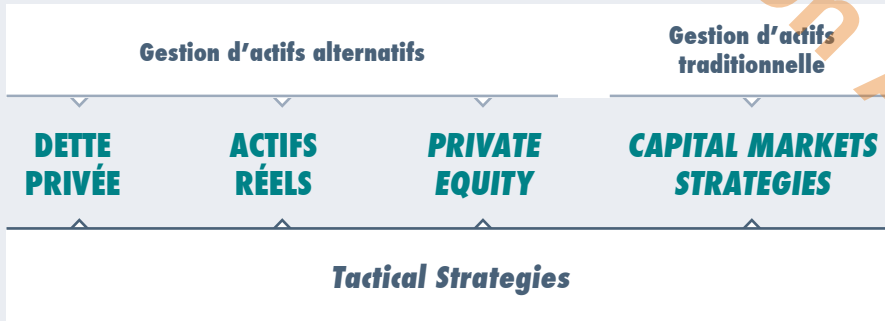 Gestion d'actifs alternatifs
Gestion d'actifs
traditionnelle
DETTE
PRIVÉE
ACTIFS
RÉELS
PRIVATE
EQUITY
CAPITAL MARKETS
STRATEGIES
Tactical Strategies